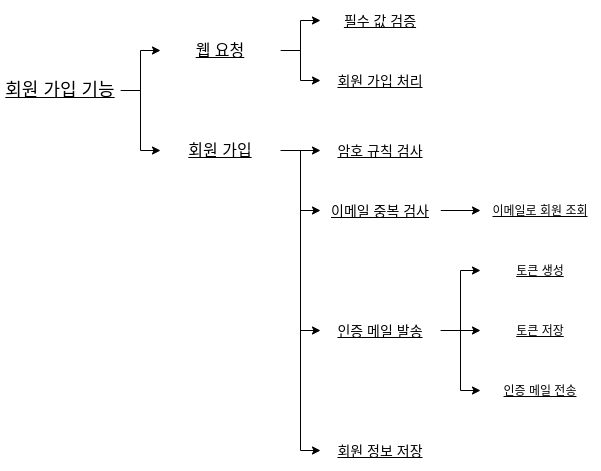 회원 가입 기능
웹 요청
필수 값 검증
회원 가입 처리
회원 가입
암호 규칙 검사
이메일 중복 검사
이메일로 회원 조회
인증 메일 발송
토큰 생성
토큰 저장
인증 메일 전송
회원 정보 저장